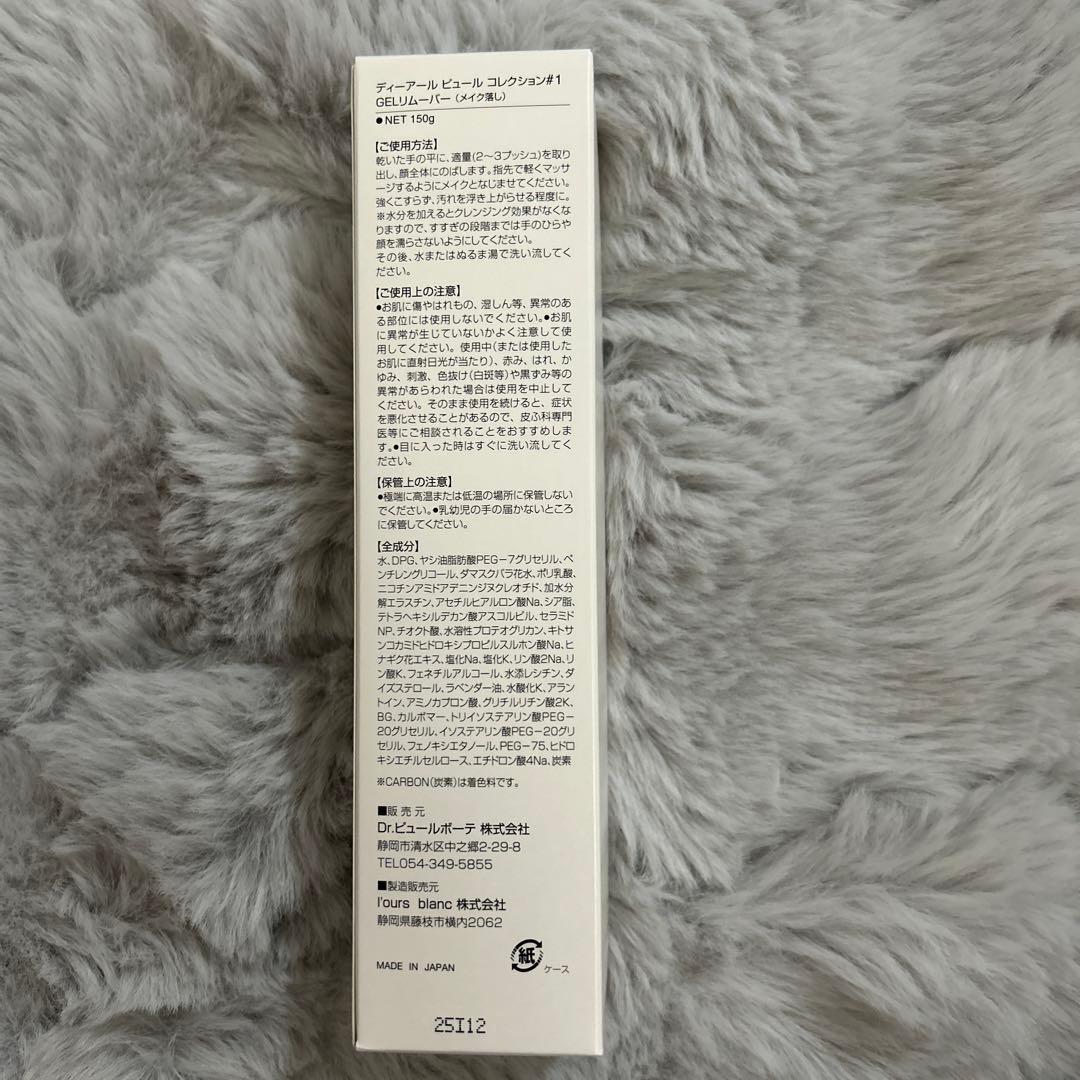 ディーアール ピュール コレクション#1
GELリムーバー（メイク落し）
●NET 150g
【ご使用方法】
乾いた手の平に、適量(2〜3プッシュ)を取り
出し、顔全体にのばします。指先で軽くマッサ
ージするようにメイクとなじませてください。
強くこすらず、汚れを浮き上がらせる程度に。
※水分を加えるとクレンジング効果がなくな
りますので、すすぎの段階までは手のひらや
顔を濡らさないようにしてください。
その後、水またはぬるま湯で洗い流してく
ださい。
【ご使用上の注意】
●お肌に傷やはれもの、湿しん等、異常のあ
る部位には使用しないでください。●お肌
に異常が生じていないかよく注意して使
用してください。使用中(または使用した
お肌に直射日光が当たり)、赤み、はれ、か
ゆみ、刺激、色抜け(白斑等)や黒ずみ等の
異常があらわれた場合は使用を中止して
ください。そのまま使用を続けると、症状
を悪化させることがあるので、皮ふ科専門
医等にご相談されることをおすすめしま
す。●目に入った時はすぐに洗い流してく
ださい。
【保管上の注意】
●極端に高温または低温の場所に保管しない
でください。●乳幼児の手の届かないところ
に保管してください。
【全成分】
水、DPG、ヤシ油脂肪酸PEG－7グリセリル、ペ
ンチレングリコール、ダマスクバラ花水、ポリ乳酸、
ニコチンアミドアデニンジヌクレオチド、加水分
解エラスチン、アセチルヒアルロン酸Na、シア脂、
テトラヘキシルデカン酸アスコルビル、セラミド
NP、チオクト酸、水溶性プロテオグリカン、キトサ
ンコカミドヒドロキシプロピルスルホン酸Na、ヒ
ナギク花エキス、塩化Na、塩化K、リン酸2Na、リ
ン酸K、フェネチルアルコール、水添レシチン、ダ
イズステロール、ラベンダー油、水酸化K、アラン
トイン、アミノカプロン酸、グリチルリチン酸2K、
BG、カルボマー、トリイソステアリン酸PEG－
20グリセリル、イソステアリン酸PEG－20グリ
セリル、フェノキシエタノール、PEG－75、ヒドロ
キシエチルセルロース、エチドロン酸4Na、炭素
※CARBON(炭素)は着色料です。
■販売元
Dr.ピュールボーテ 株式会社
静岡市清水区中之郷2-29-8
TEL054-349-5855
■製造販売元
l'ours blanc 株式会社
静岡県藤枝市横内2062
紙
ケース
MADE IN JAPAN
25I12